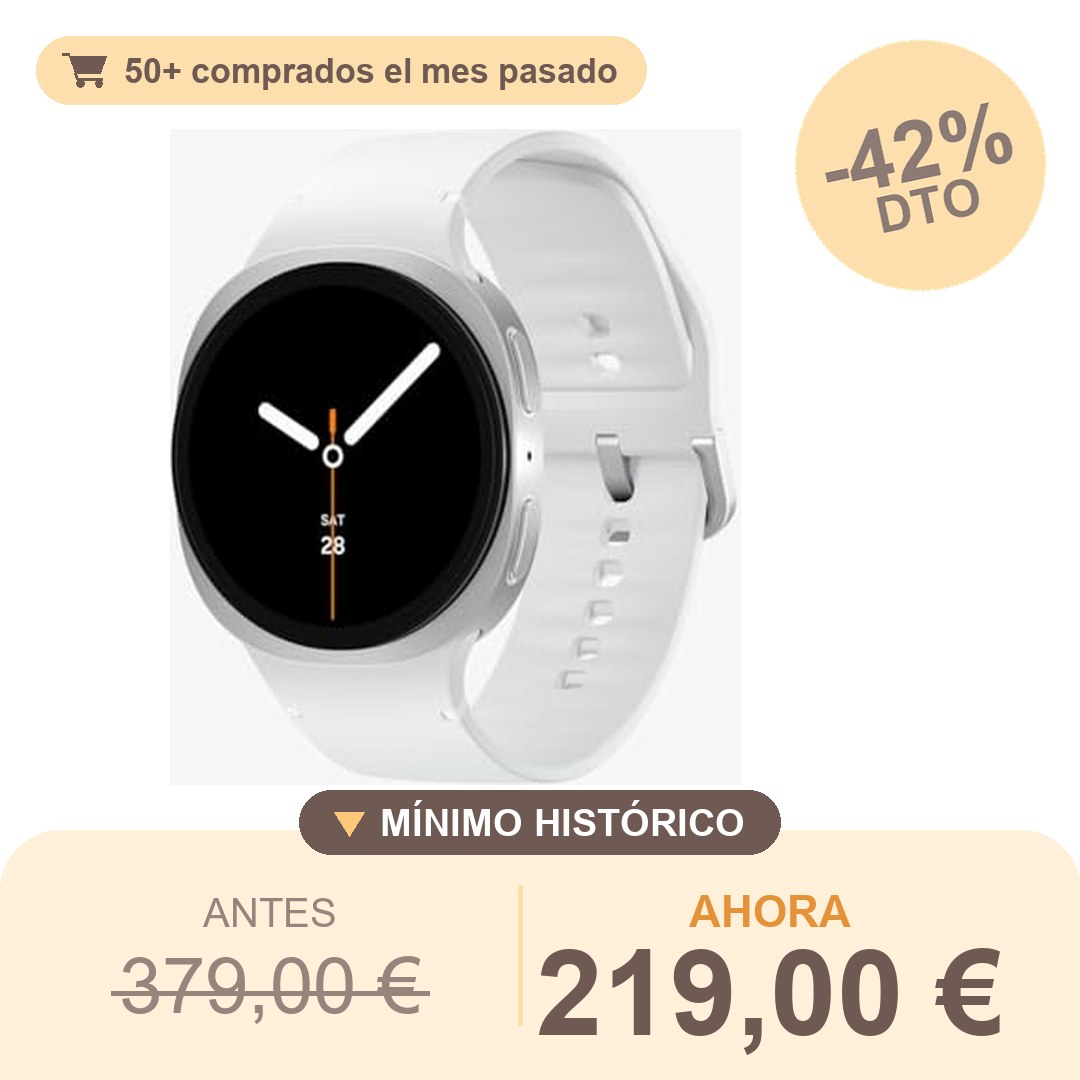 50+ comprados el mes pasado
-42%
DTO
SAT
28
MÍNIMO HISTÓRICO
ANTES
379,00 €
AHORA
219,00 €